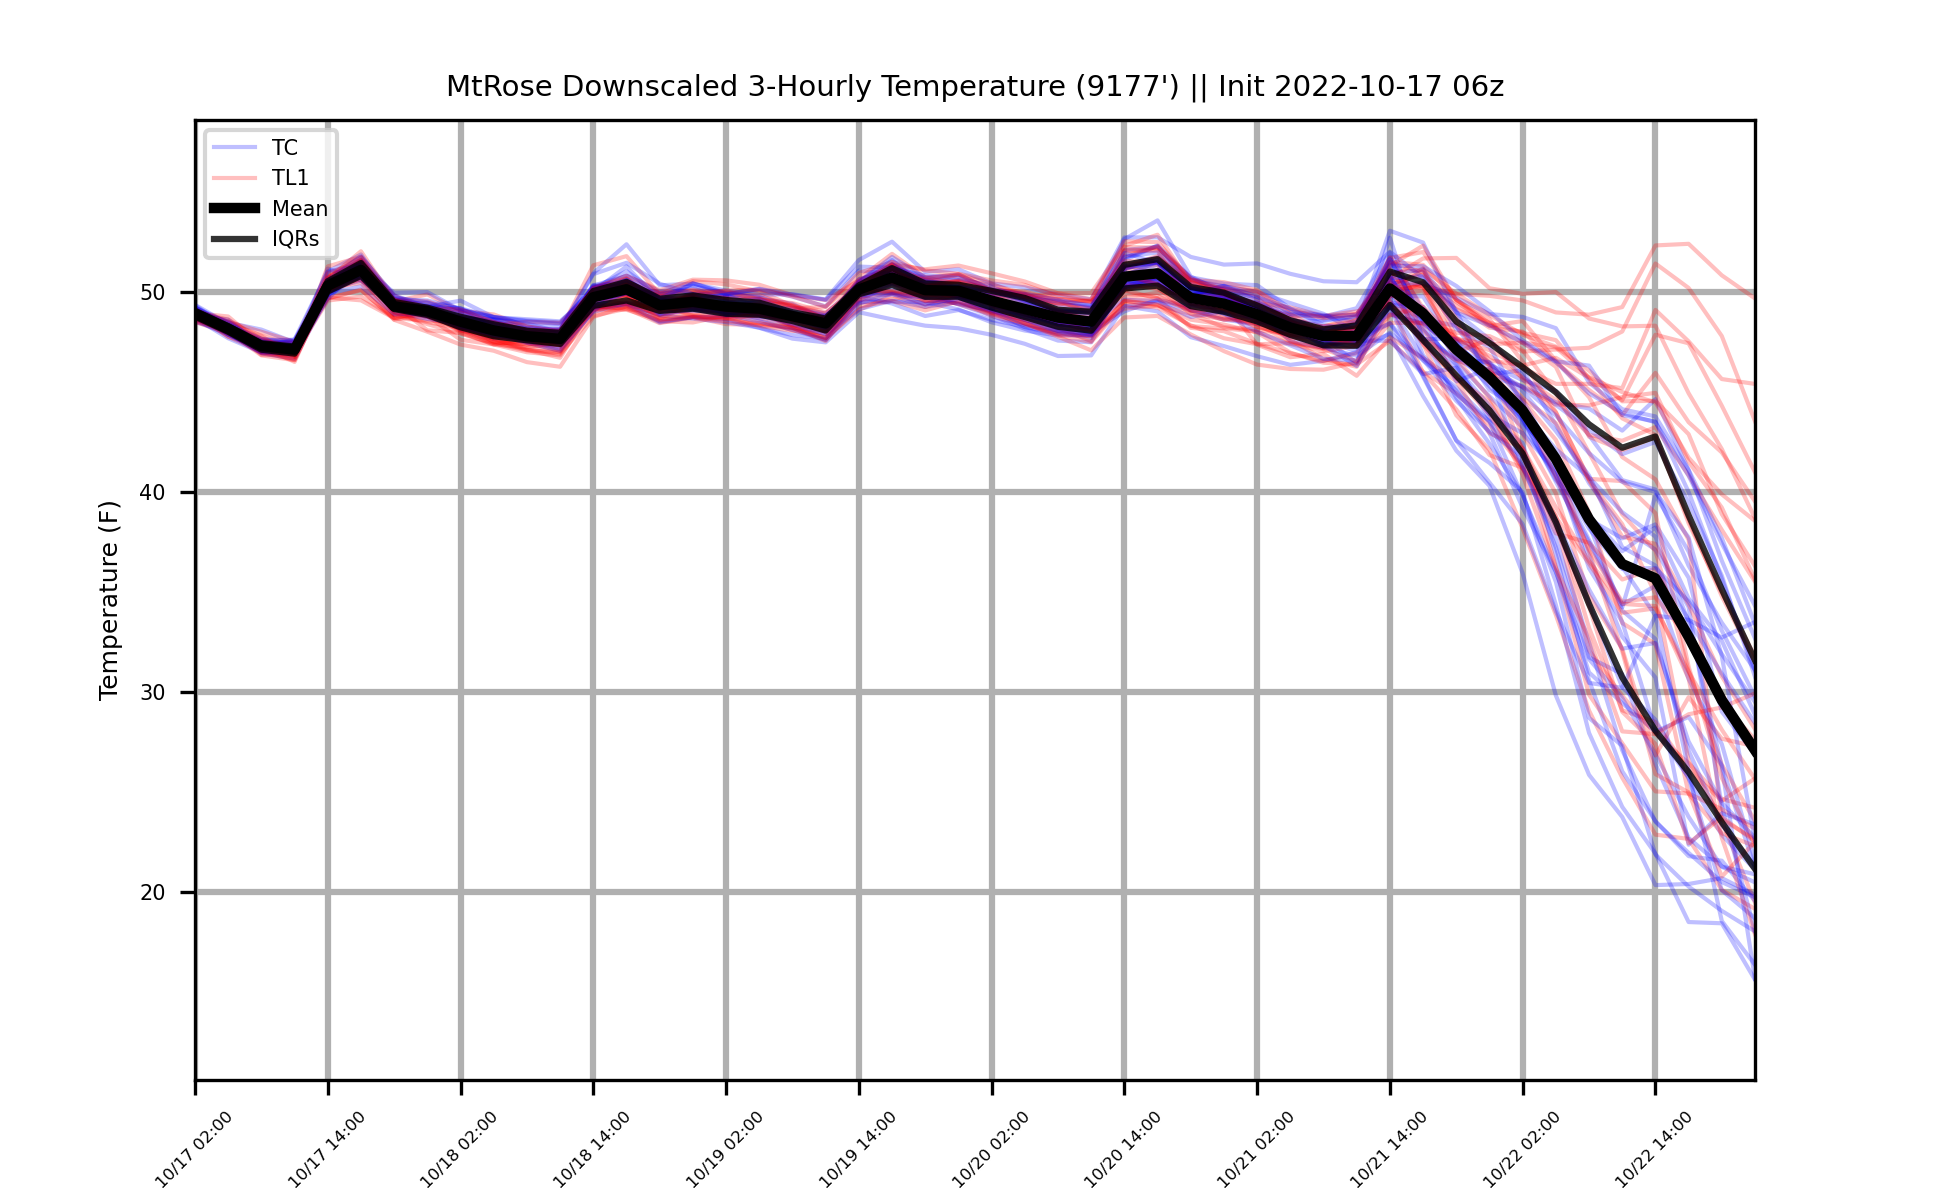 MtRose Downscaled 3-Hourly Temperature (9177') || Init 2022-10-17 06z
TC
TL1
Mean
IQRs
Temperature (F)
50
40
30
20
10/17 02:00
10/17 14:00
10/18 02:00
10/18 14:00
10/19 02:00
10/19 14:00
10/20 02:00
10/20 14:00
10/21 02:00
10/21 14:00
10/22 02:00
10/22 14:00